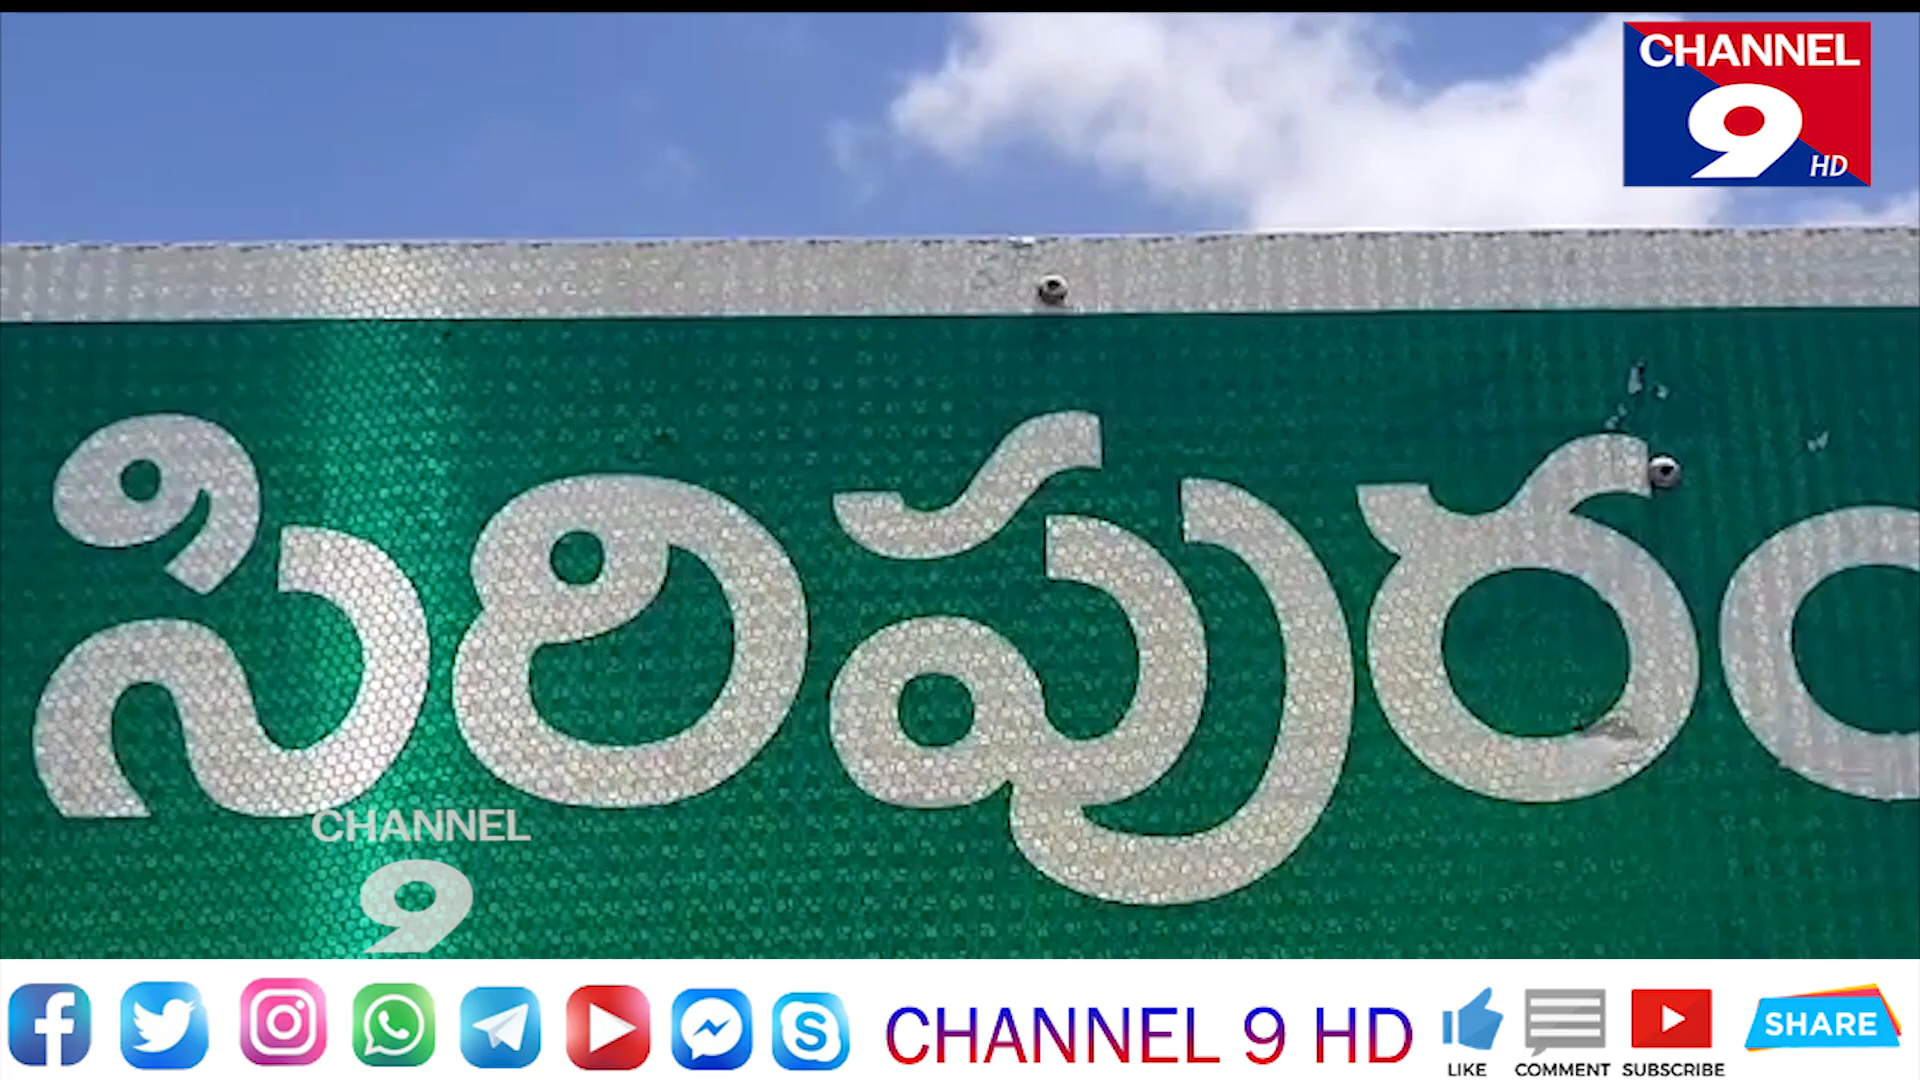 CHANNEL
9
HD
సిరిపురం
CHANNEL
9
CHANNEL 9 HD
LIKE
COMMENT
SUBSCRIBE
SHARE